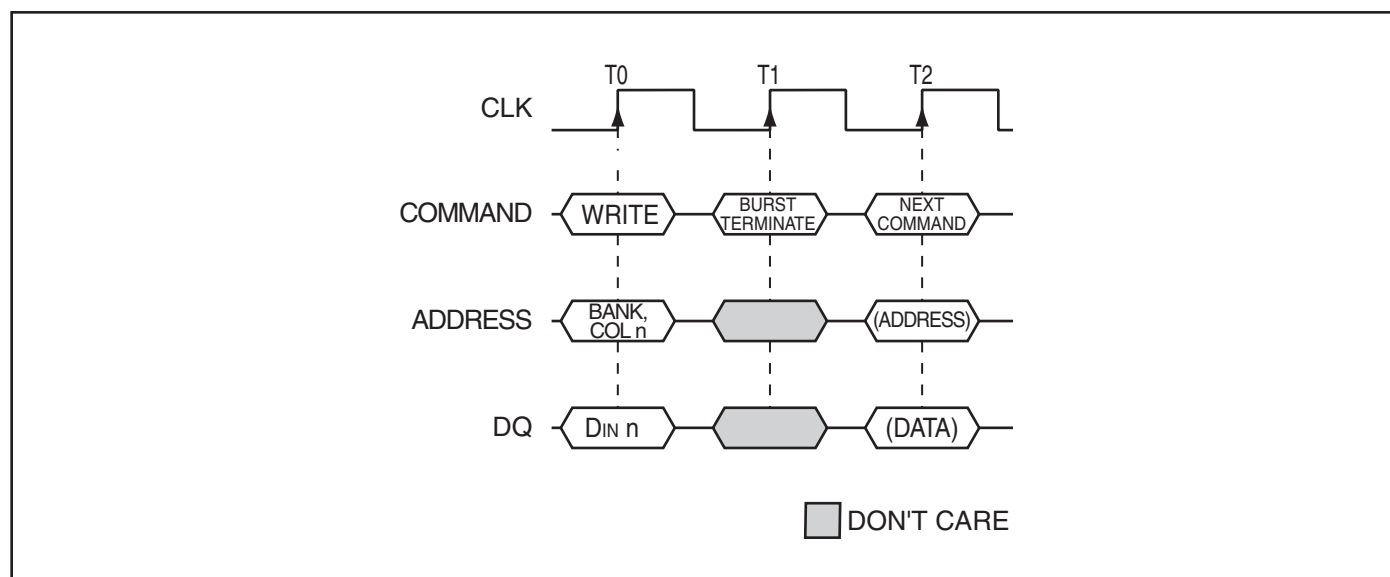 T0 T1 T2
CLK
COMMAND WRITE BURST TERMINATE NEXT COMMAND
ADDRESS BANK, COL n (ADDRESS)
DQ DIN n (DATA)
DON'T CARE